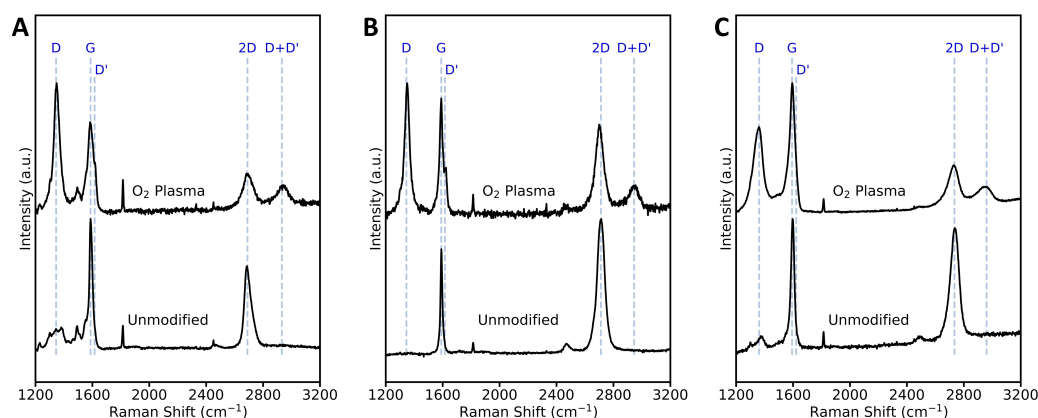 A
D
G
D'
2D
D+D'
O₂ Plasma
Unmodified
Intensity (a.u.)
1200 1600 2000 2400 2800 3200
Raman Shift (cm⁻¹)
B
D
G
D'
2D
D+D'
O₂ Plasma
Unmodified
Intensity (a.u.)
1200 1600 2000 2400 2800 3200
Raman Shift (cm⁻¹)
C
D
G
D'
2D
D+D'
O₂ Plasma
Unmodified
Intensity (a.u.)
1200 1600 2000 2400 2800 3200
Raman Shift (cm⁻¹)